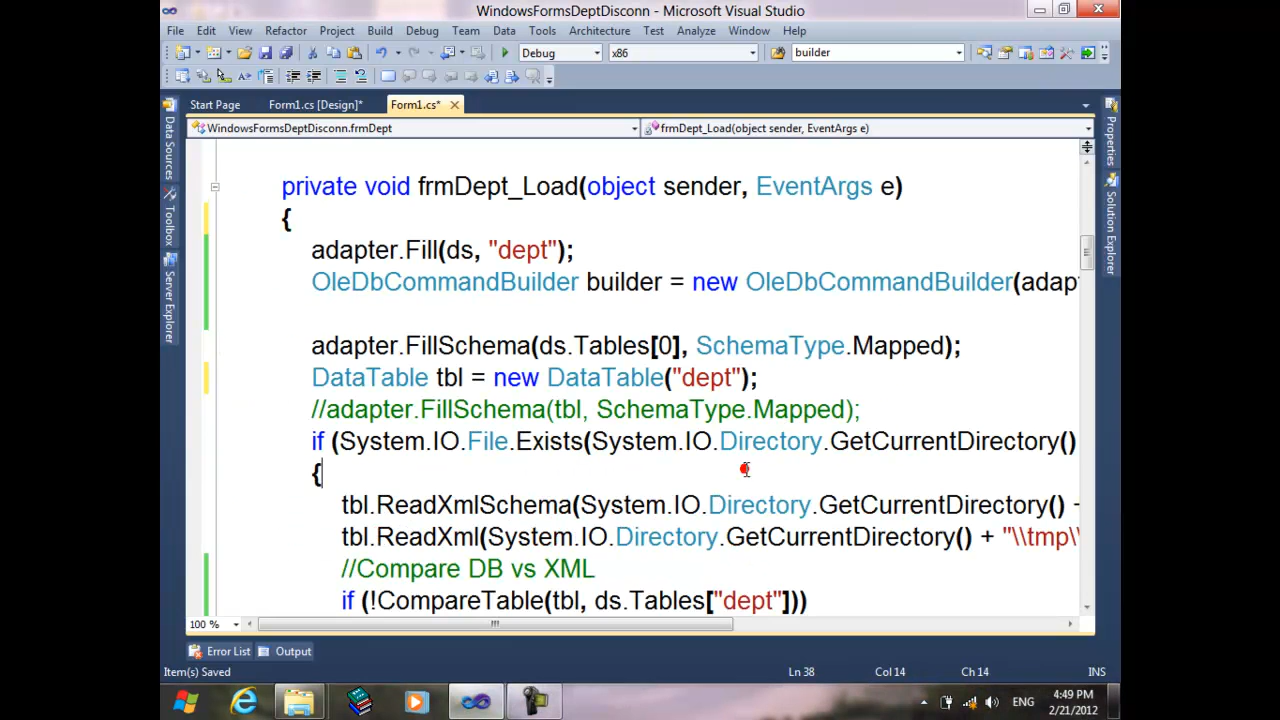 WindowsFormsDeptDisconn - Microsoft Visual Studio
File Edit View Refactor Project Build Debug Team Data Tools Architecture Test Analyze Window Help
Debug x86 builder
Start Page Form1.cs [Design]* Form1.cs*
WindowsFormsDeptDisconn.frmDept frmDept_Load(object sender, EventArgs e)
Data Sources
Toolbox
Server Explorer
Properties
Solution Explorer
private void frmDept_Load(object sender, EventArgs e)
{
adapter.Fill(ds, "dept");
OleDbCommandBuilder builder = new OleDbCommandBuilder(adapt
adapter.FillSchema(ds.Tables[0], SchemaType.Mapped);
DataTable tbl = new DataTable("dept");
//adapter.FillSchema(tbl, SchemaType.Mapped);
if (System.IO.File.Exists(System.IO.Directory.GetCurrentDirectory()
{
tbl.ReadXmlSchema(System.IO.Directory.GetCurrentDirectory() +
tbl.ReadXml(System.IO.Directory.GetCurrentDirectory() + "\\tmp\\
//Compare DB vs XML
if (!CompareTable(tbl, ds.Tables["dept"]))
100 %
Error List Output
Item(s) Saved Ln 38 Col 14 Ch 14 INS
ENG 4:49 PM
2/21/2012